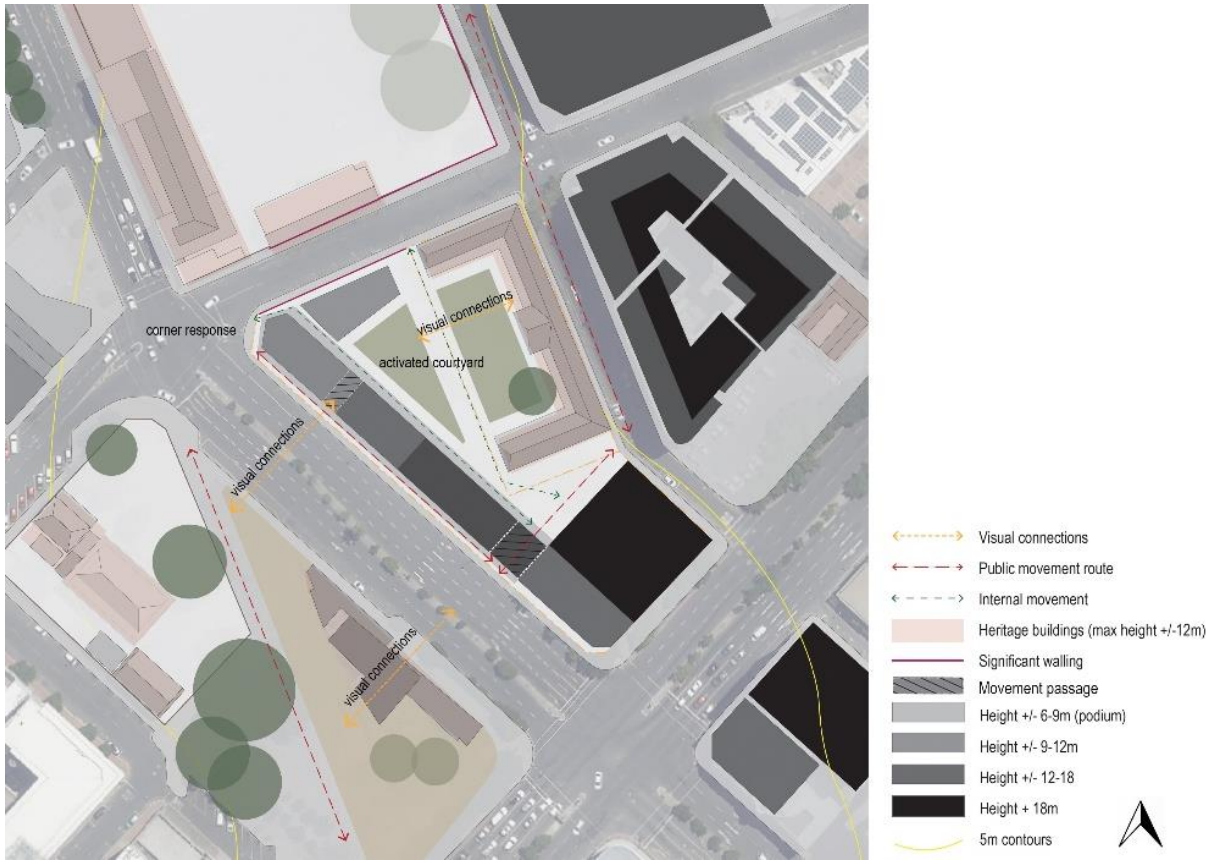 corner response
visual connections
activated courtyard
visual connections
visual connections
Visual connections
Public movement route
Internal movement
Heritage buildings (max height +/-12m)
Significant walling
Movement passage
Height +/- 6-9m (podium)
Height +/- 9-12m
Height +/- 12-18
Height + 18m
5m contours